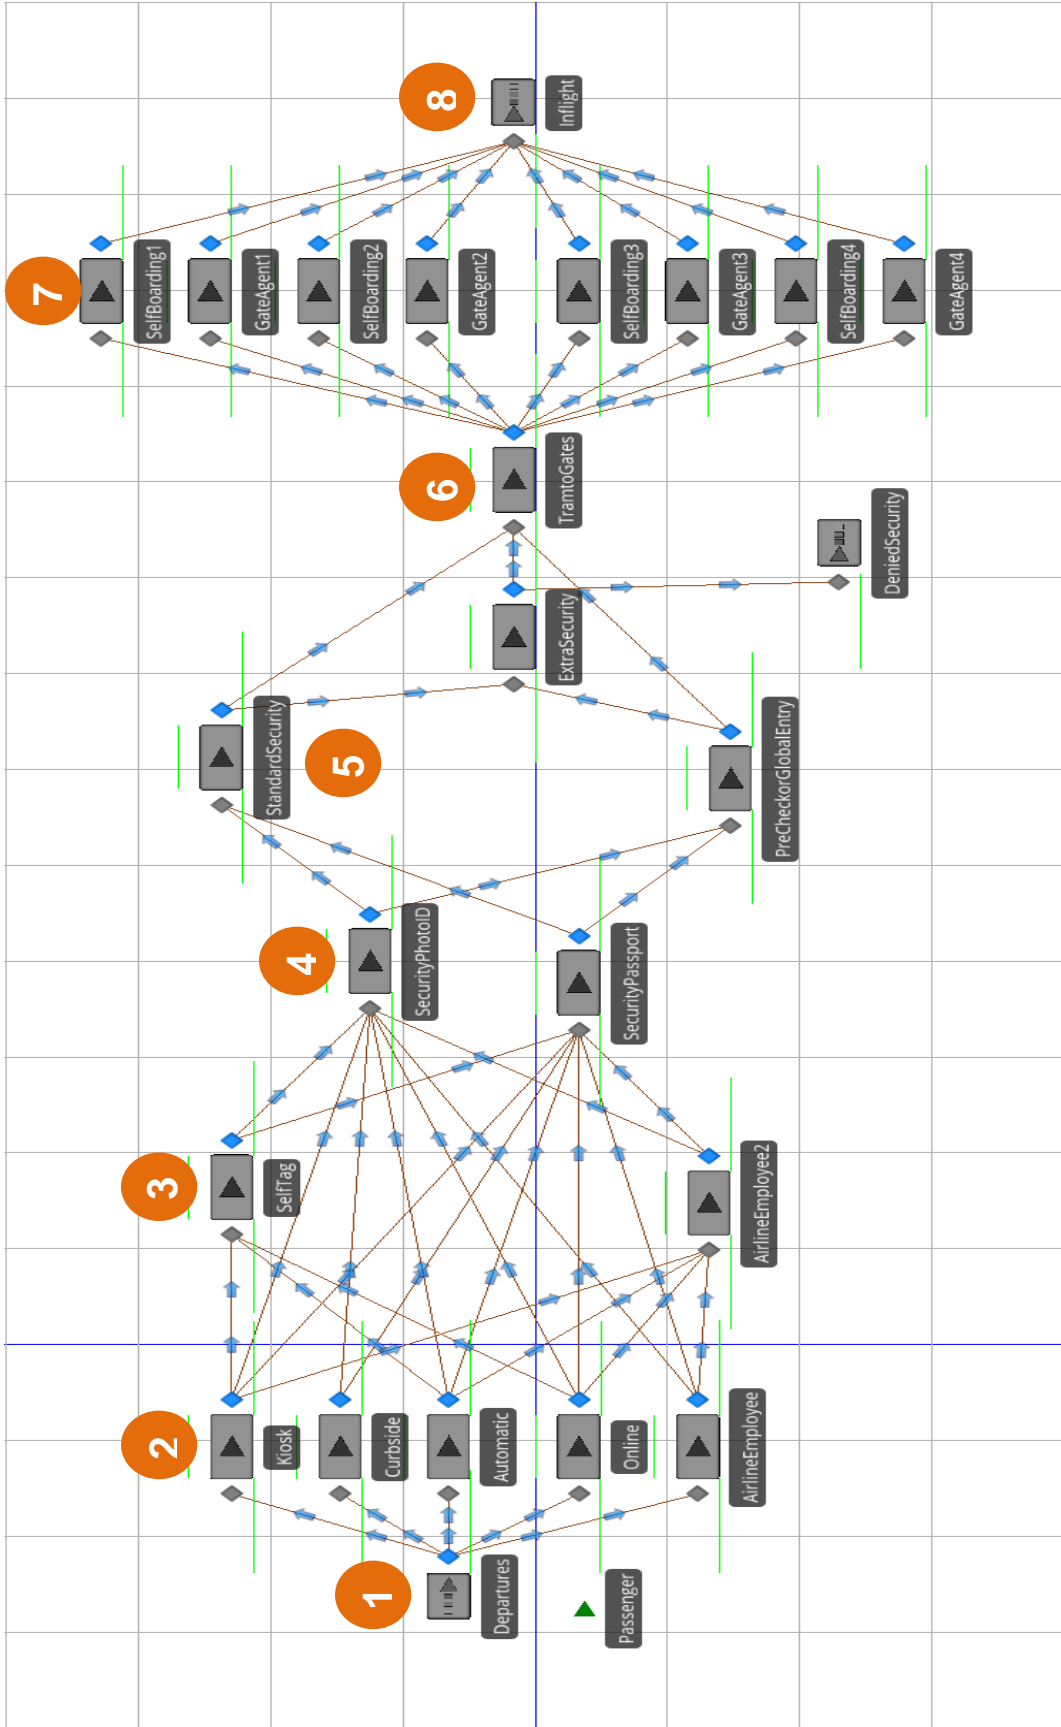 1
Departures
Passenger
2
Kiosk
Curbside
Automatic
Online
AirlineEmployee
3
SelfTag
AirlineEmployee2
4
SecurityPhotoID
SecurityPassport
5
StandardSecurity
PreCheckorGlobalEntry
ExtraSecurity
DeniedSecurity
6
TramtoGates
7
SelfBoarding1
GateAgent1
SelfBoarding2
GateAgent2
SelfBoarding3
GateAgent3
SelfBoarding4
GateAgent4
8
Inflight